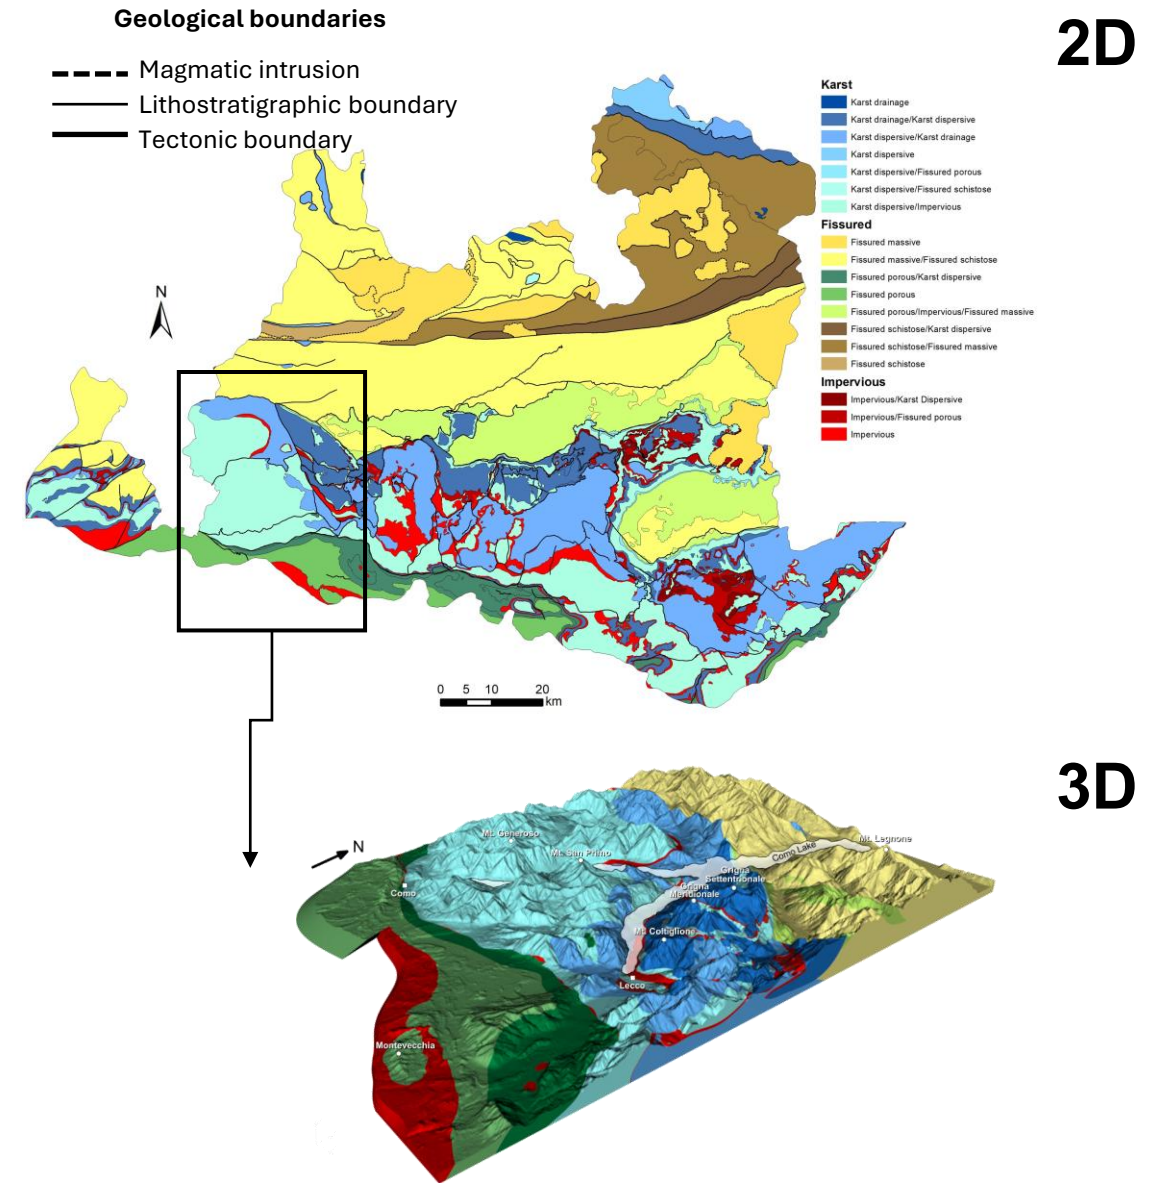 Geological boundaries
2D
Magmatic intrusion
Lithostratigraphic boundary
Tectonic boundary
Karst
Karst drainage
Karst drainage/Karst dispersive
Karst dispersive/Karst drainage
Karst dispersive
Karst dispersive/Fissured porous
Karst dispersive/Fissured schistose
Karst dispersive/Impervious
Fissured
Fissured massive
Fissured massive/Fissured schistose
Fissured porous/Karst dispersive
Fissured porous
Fissured porous/Impervious/Fissured massive
Fissured schistose/Karst dispersive
Fissured schistose/Fissured massive
Fissured schistose
Impervious
Impervious/Karst Dispersive
Impervious/Fissured porous
Impervious
N
0 5 10 20
km
3D
N
Mt. Generoso
Mt. San Primo
Como Lake
Mt. Legnone
Grigna
Settentrionale
Grigna
Meridionale
Como
Mt. Coltiglione
Lecco
Montevecchia